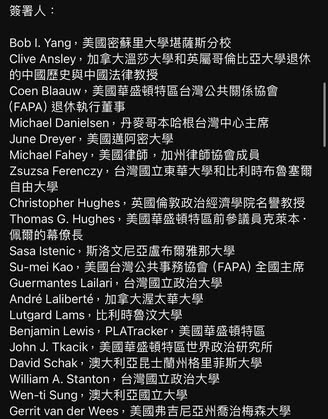 簽署人：
Bob I. Yang，美國密蘇里大學堪薩斯分校
Clive Ansley，加拿大溫莎大學和英屬哥倫比亞大學退休
的中國歷史與中國法律教授
Coen Blaauw，美國華盛頓特區台灣公共關係協會
(FAPA) 退休執行董事
Michael Danielsen，丹麥哥本哈根台灣中心主席
June Dreyer，美國邁阿密大學
Michael Fahey，美國律師，加州律師協會成員
Zsuzsa Ferenczy，台灣國立東華大學和比利時布魯塞爾
自由大學
Christopher Hughes，英國倫敦政治經濟學院名譽教授
Thomas G. Hughes，美國華盛頓特區前參議員克萊本·
佩爾的幕僚長
Sasa Istenic，斯洛文尼亞盧布爾雅那大學
Su-mei Kao，美國台灣公共事務協會 (FAPA) 全國主席
Guermantes Lailari，台灣國立政治大學
André Laliberté，加拿大渥太華大學
Lutgard Lams，比利時魯汶大學
Benjamin Lewis，PLATracker，美國華盛頓特區
John J. Tkacik，美國華盛頓特區世界政治研究所
David Schak，澳大利亞昆士蘭州格里菲斯大學
William A. Stanton，台灣國立政治大學
Wen-ti Sung，澳大利亞國立大學
Gerrit van der Wees，美國弗吉尼亞州喬治梅森大學